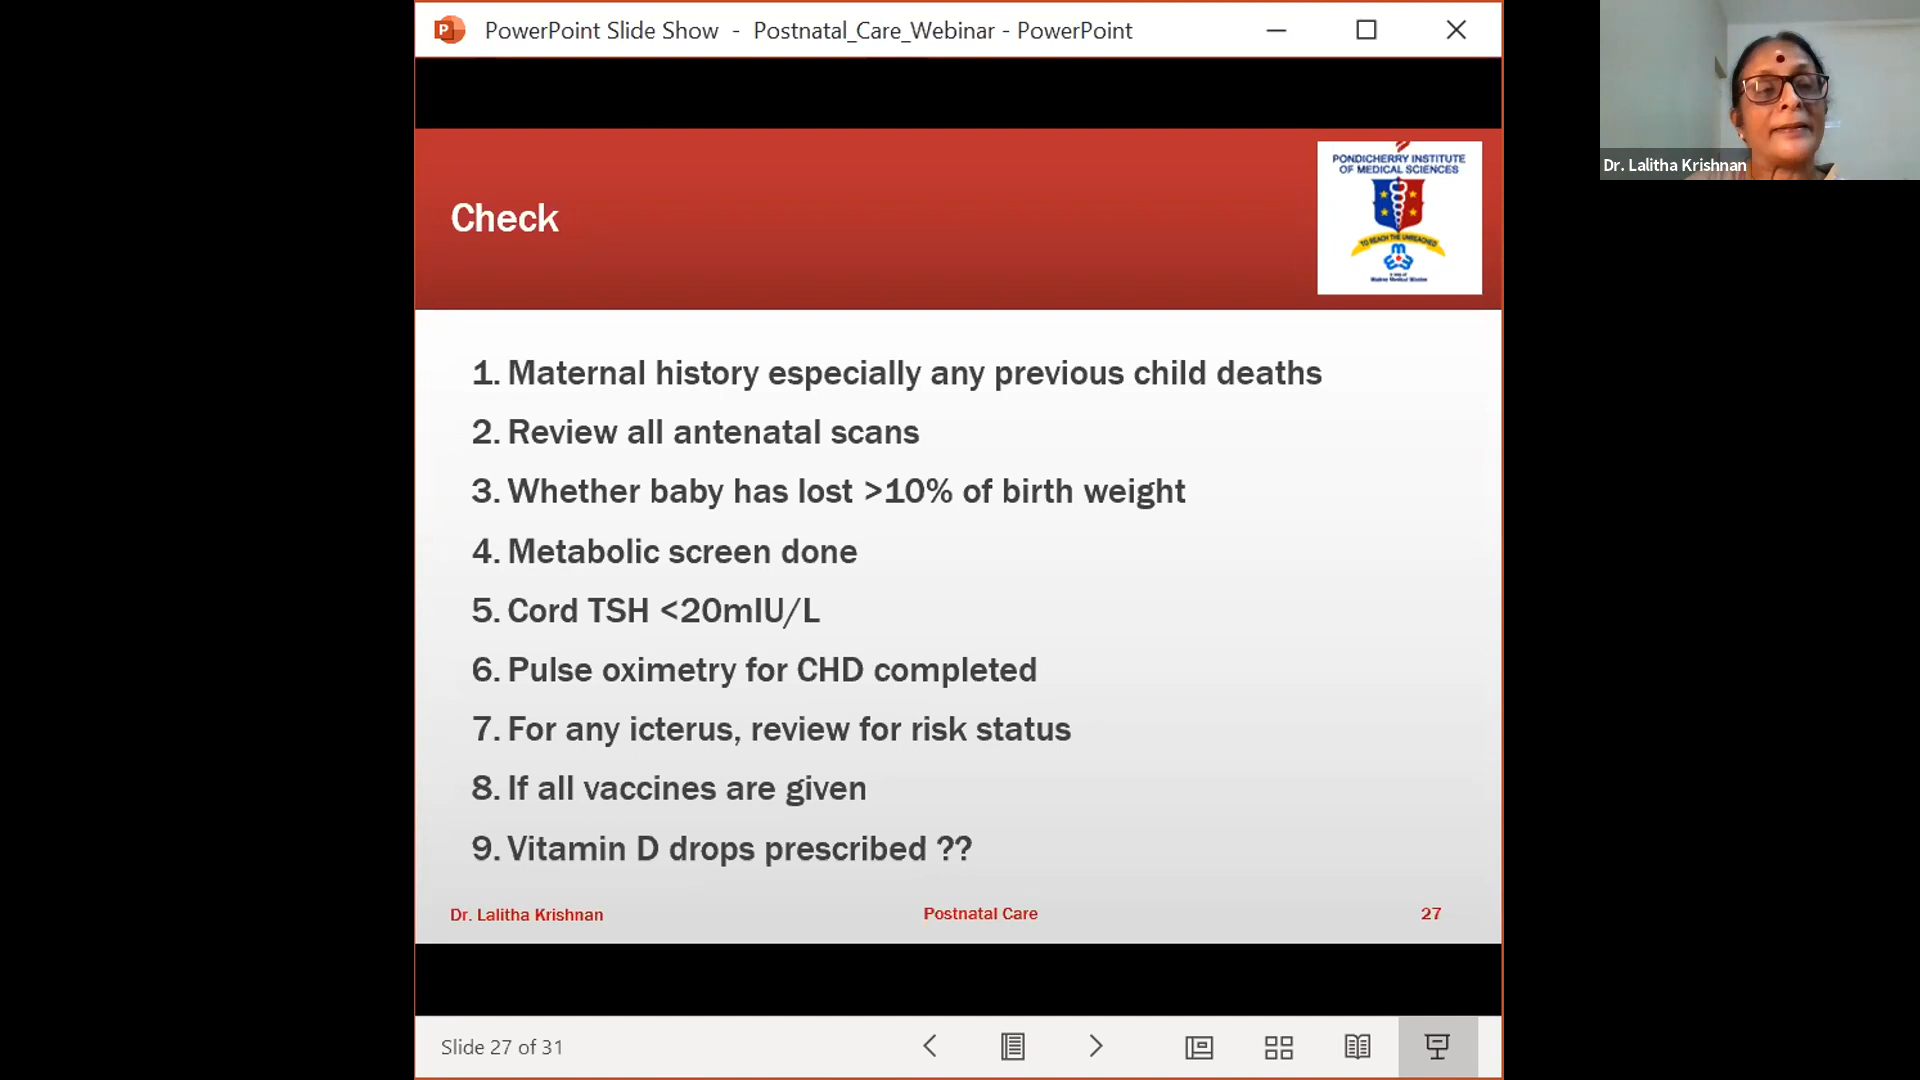 PowerPoint Slide Show - Postnatal_Care_Webinar - PowerPoint
Dr. Lalitha Krishnan
Check
PONDICHERRY INSTITUTE
OF MEDICAL SCIENCES
TO REACH THE UNREACHED
1. Maternal history especially any previous child deaths
2. Review all antenatal scans
3. Whether baby has lost >10% of birth weight
4. Metabolic screen done
5. Cord TSH <20mIU/L
6. Pulse oximetry for CHD completed
7. For any icterus, review for risk status
8. If all vaccines are given
9. Vitamin D drops prescribed ??
Dr. Lalitha Krishnan
Postnatal Care
27
Slide 27 of 31